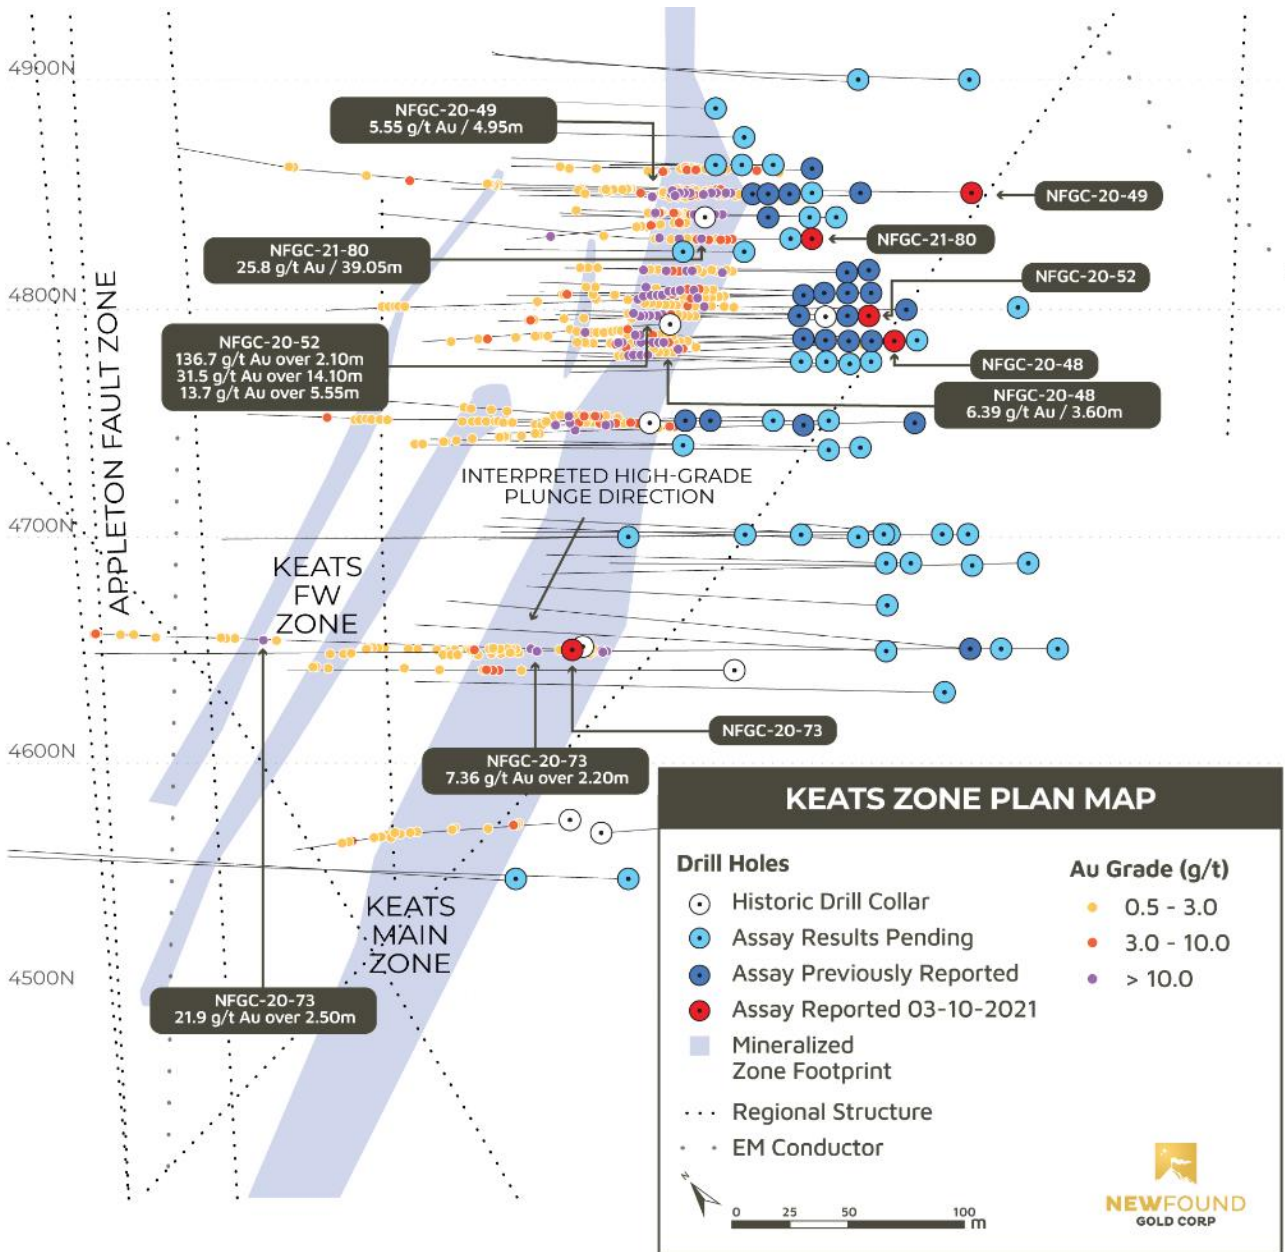 4900N
NFGC-20-49
5.55 g/t Au / 4.95m
NFGC-20-49
NFGC-21-80
NFGC-21-80
25.8 g/t Au / 39.05m
NFGC-20-52
4800N
APPLETON FAULT ZONE
NFGC-20-52
136.7 g/t Au over 2.10m
31.5 g/t Au over 14.10m
13.7 g/t Au over 5.55m
NFGC-20-48
NFGC-20-48
6.39 g/t Au / 3.60m
INTERPRETED HIGH-GRADE
PLUNGE DIRECTION
4700N
KEATS
FW
ZONE
NFGC-20-73
4600N
NFGC-20-73
7.36 g/t Au over 2.20m
KEATS
MAIN
ZONE
4500N
NFGC-20-73
21.9 g/t Au over 2.50m
KEATS ZONE PLAN MAP
Drill Holes
Historic Drill Collar
Assay Results Pending
Assay Previously Reported
Assay Reported 03-10-2021
Mineralized
Zone Footprint
Regional Structure
EM Conductor
Au Grade (g/t)
0.5 - 3.0
3.0 - 10.0
> 10.0
N
0 25 50 100
m
NEWFOUND
GOLD CORP